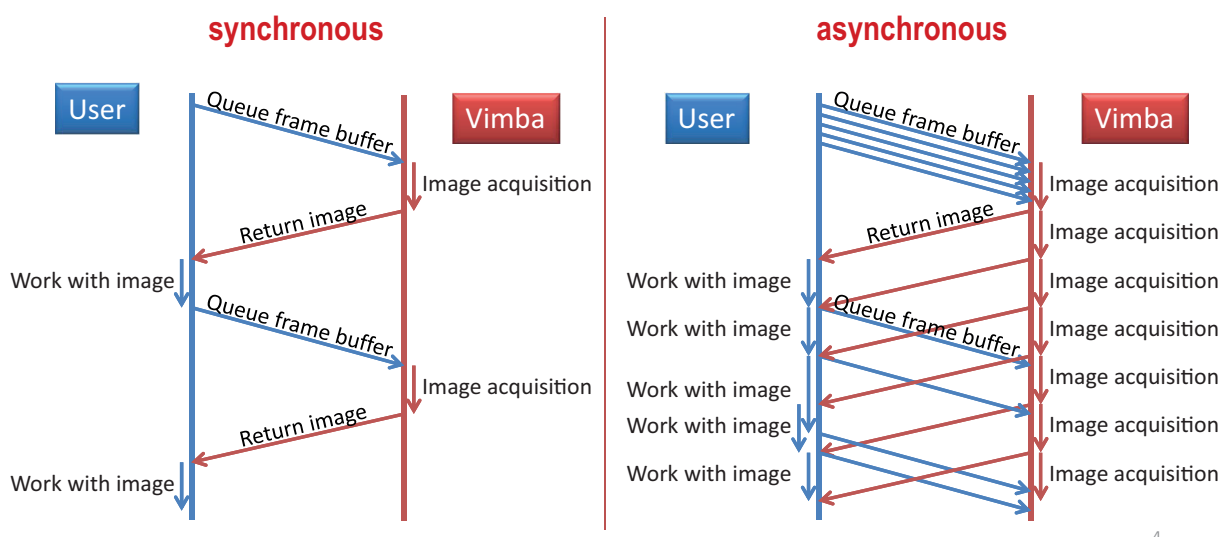 synchronous
User
Vimba
Queue frame buffer
Image acquisition
Return image
Work with image
Queue frame buffer
Image acquisition
Return image
Work with image
asynchronous
User
Vimba
Queue frame buffer
Image acquisition
Return image
Image acquisition
Work with image
Image acquisition
Queue frame buffer
Work with image
Image acquisition
Work with image
Image acquisition
Work with image
Image acquisition
Work with image
Image acquisition
4